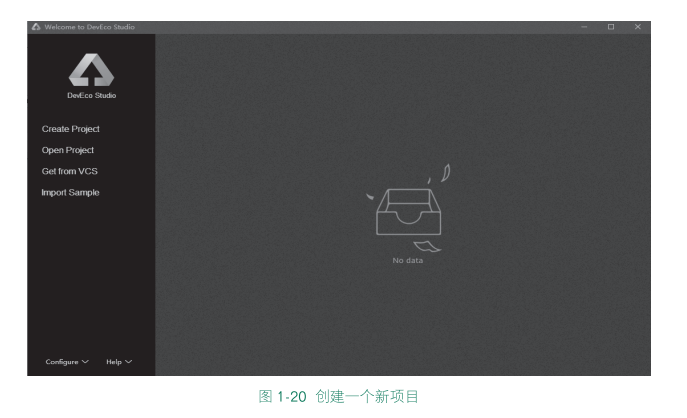 Welcome to DevEco Studio
DevEco Studio
Create Project
Open Project
Get from VCS
Import Sample
No data
Configure Help
图 1-20 创建一个新项目